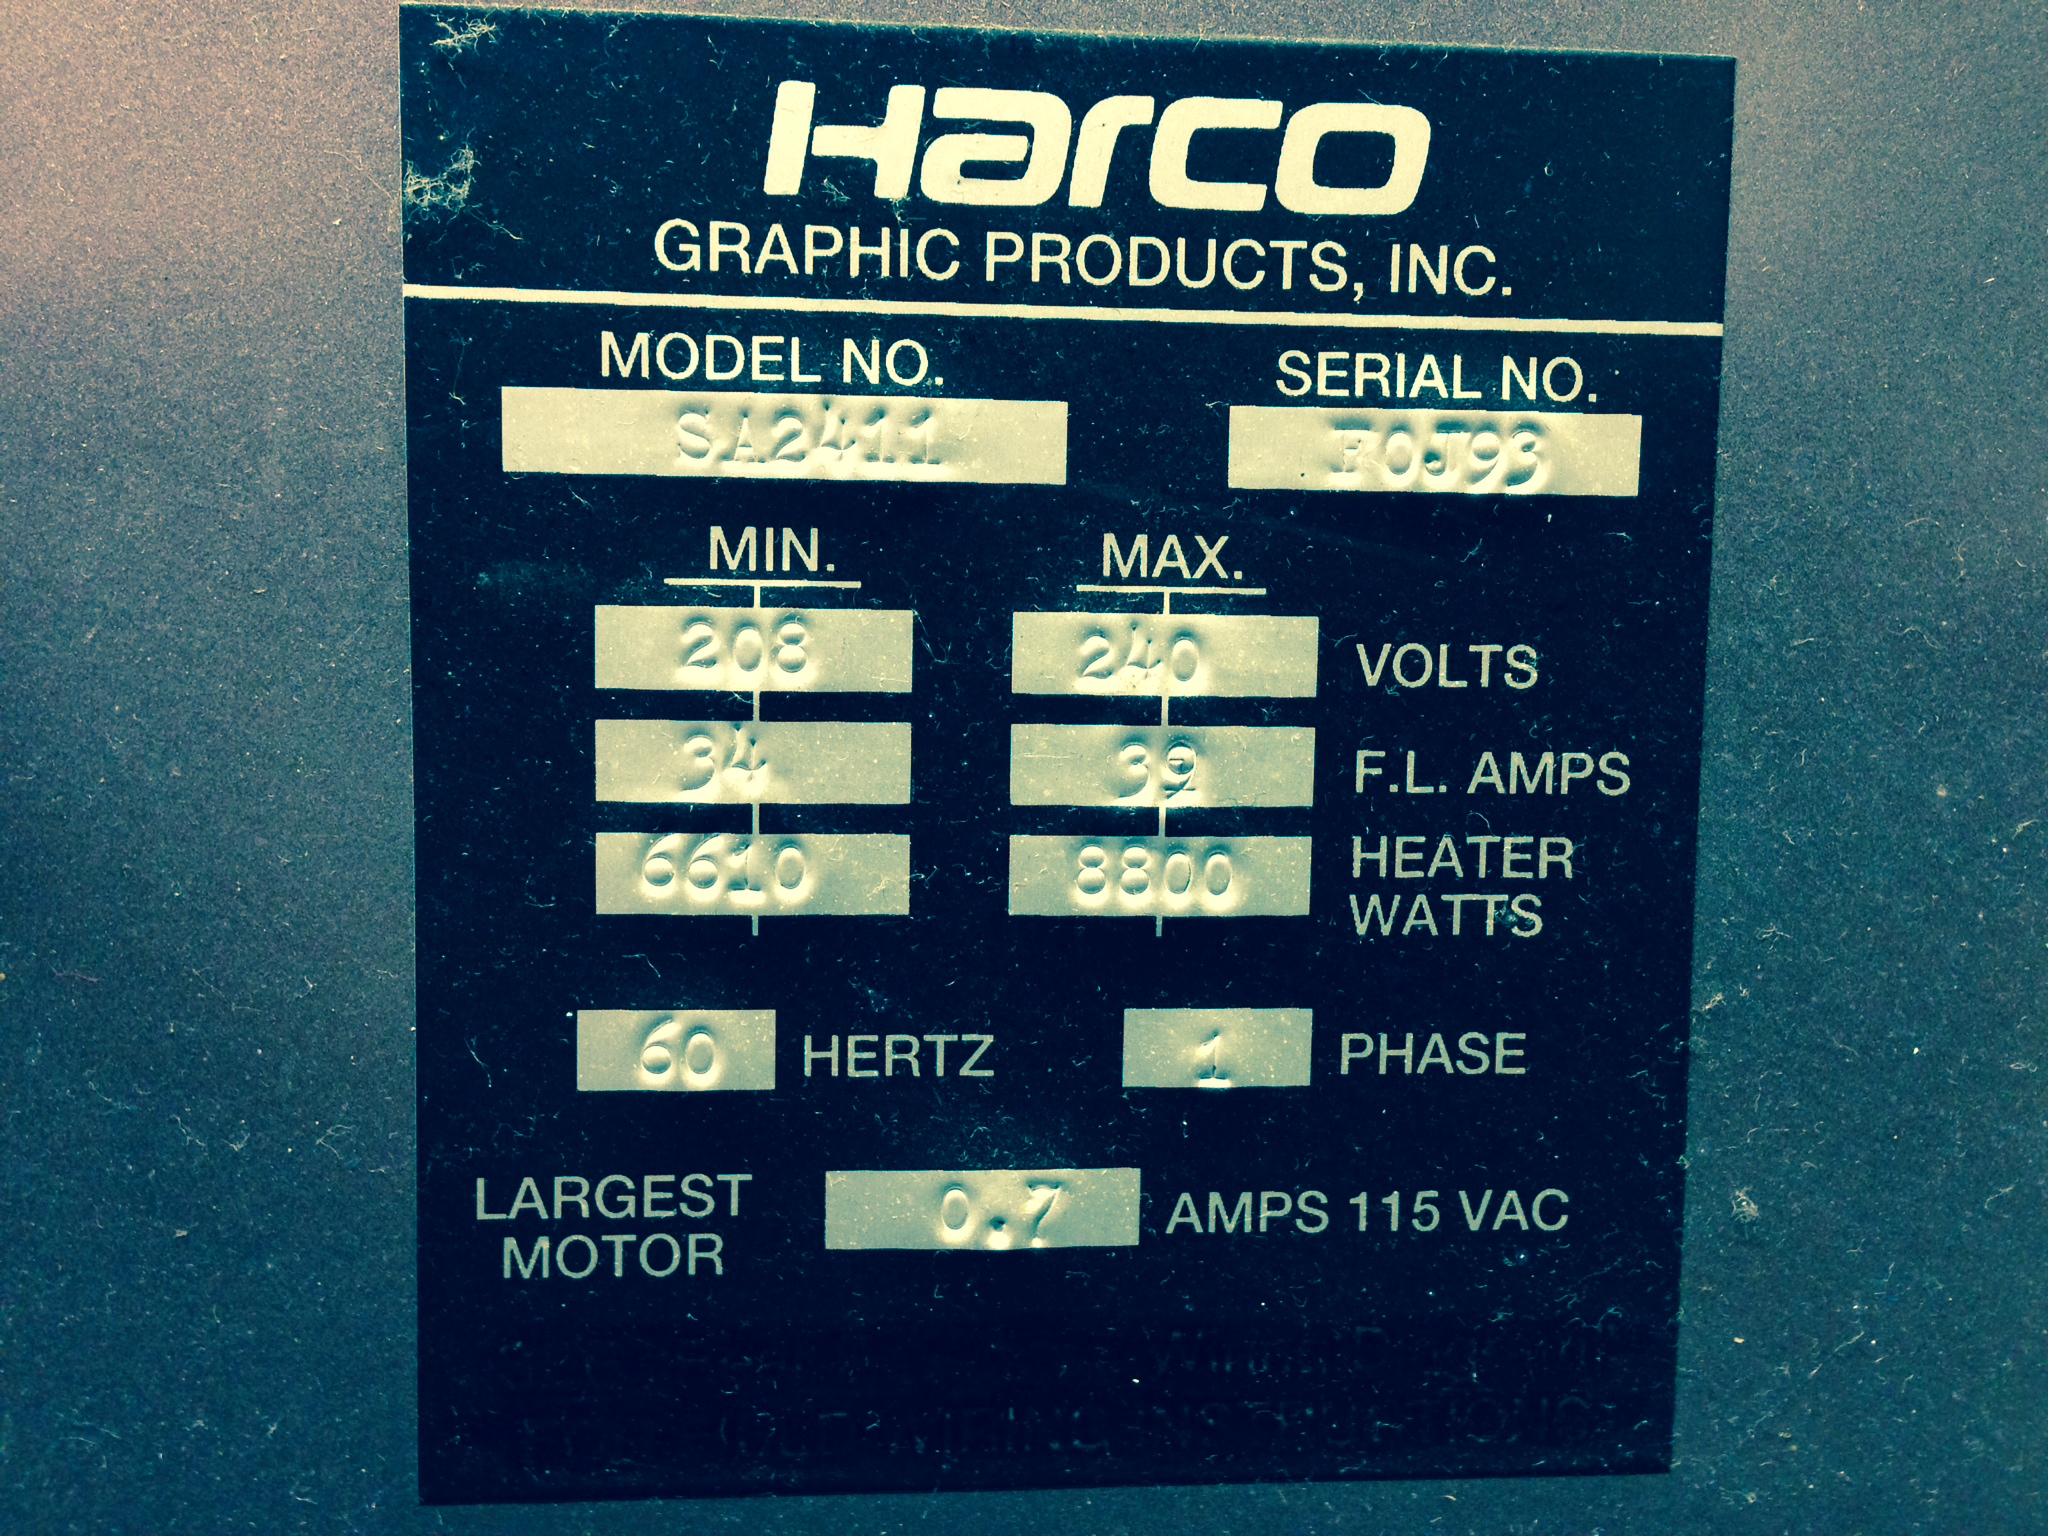 Harco
GRAPHIC PRODUCTS, INC.
MODEL NO. SERIAL NO.
SA2411 FOJ93
MIN. MAX.
208 240 VOLTS
34 39 F.L. AMPS
6610 8800 HEATER
WATTS
60 HERTZ 1 PHASE
LARGEST
MOTOR 0.7 AMPS 115 VAC